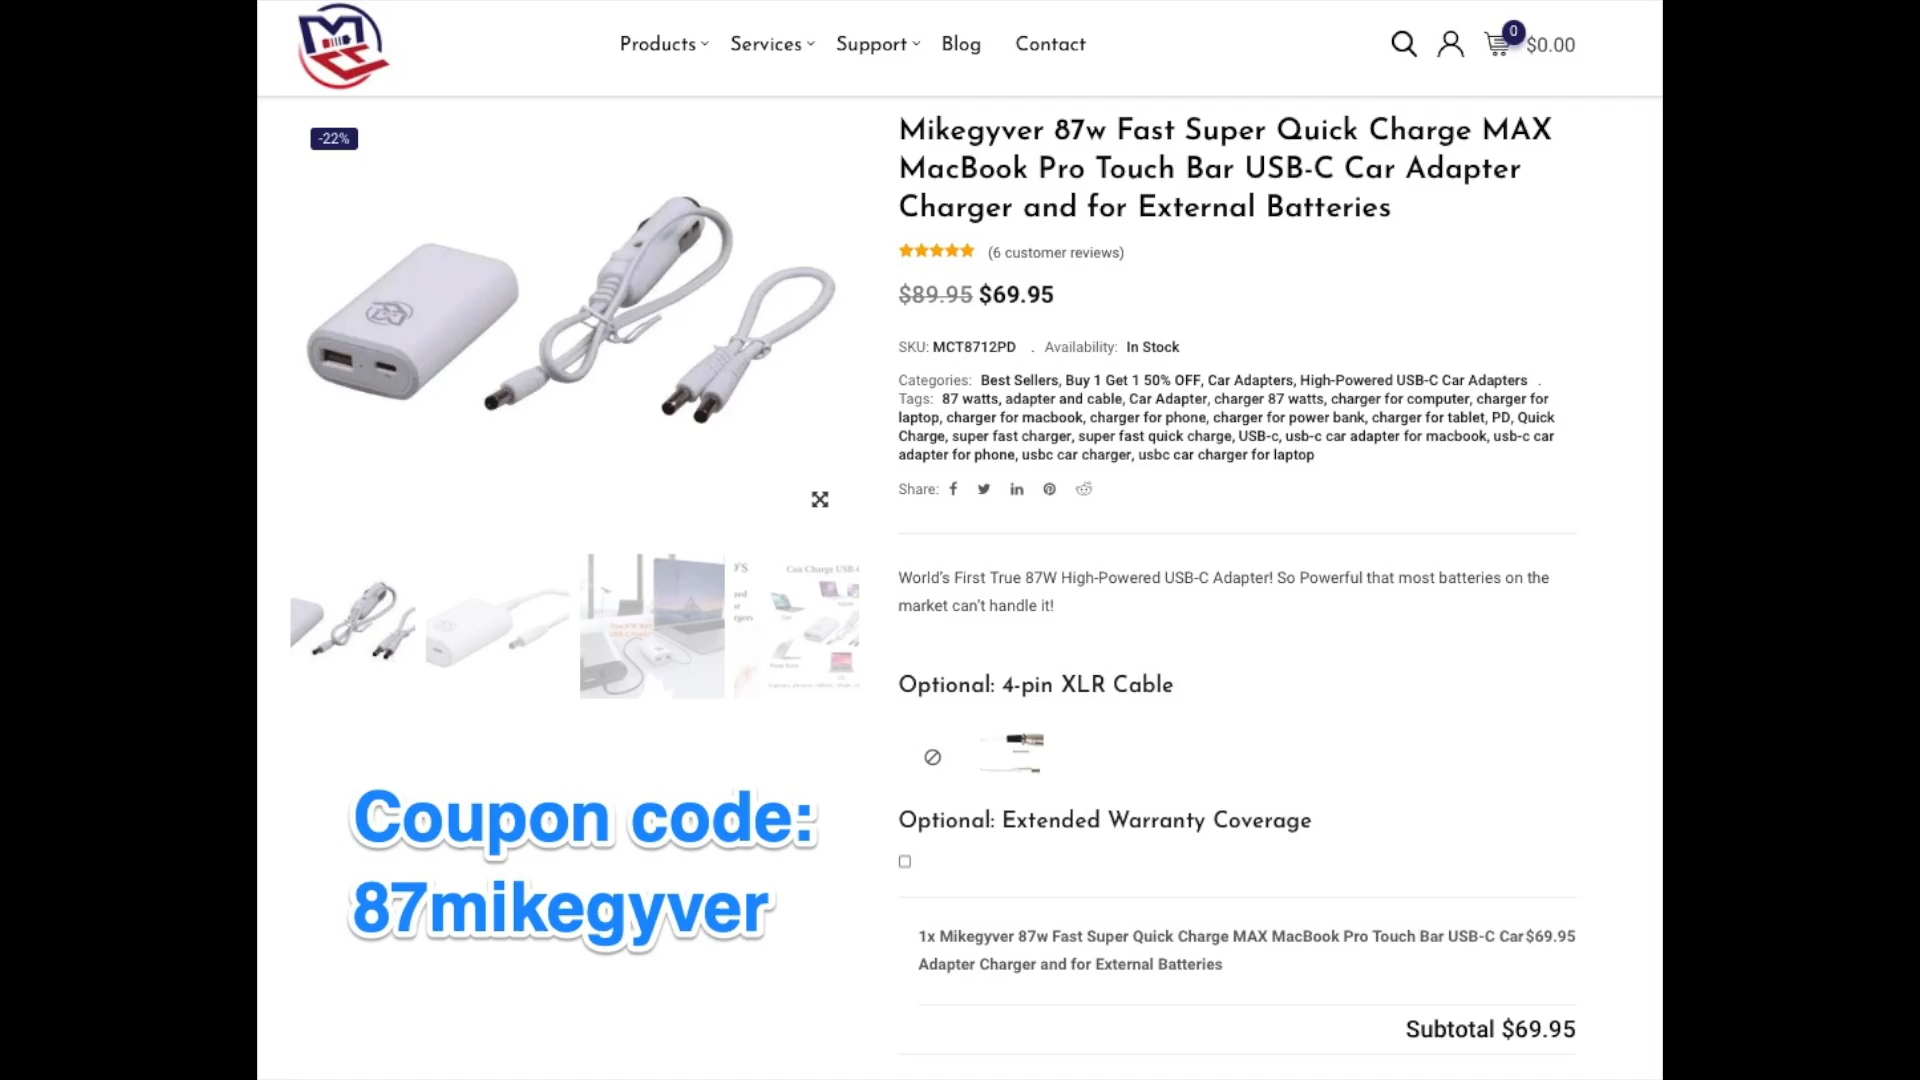 Products
Services
Support
Blog
Contact
0
$0.00
-22%
Mikegyver 87w Fast Super Quick Charge MAX
MacBook Pro Touch Bar USB-C Car Adapter
Charger and for External Batteries
(6 customer reviews)
$89.95 $69.95
SKU: MCT8712PD . Availability: In Stock
Categories: Best Sellers, Buy 1 Get 1 50% OFF, Car Adapters, High-Powered USB-C Car Adapters .
Tags: 87 watts, adapter and cable, Car Adapter, charger 87 watts, charger for computer, charger for
laptop, charger for macbook, charger for phone, charger for power bank, charger for tablet, PD, Quick
Charge, super fast charger, super fast quick charge, USB-c, usb-c car adapter for macbook, usb-c car
adapter for phone, usbc car charger, usbc car charger for laptop
Share:
World's First True 87W High-Powered USB-C Adapter! So Powerful that most batteries on the
market can't handle it!
Can Charge USB-
Optional: 4-pin XLR Cable
Optional: Extended Warranty Coverage
Coupon code:
87mikegyver
1x Mikegyver 87w Fast Super Quick Charge MAX MacBook Pro Touch Bar USB-C Car $69.95
Adapter Charger and for External Batteries
Subtotal $69.95